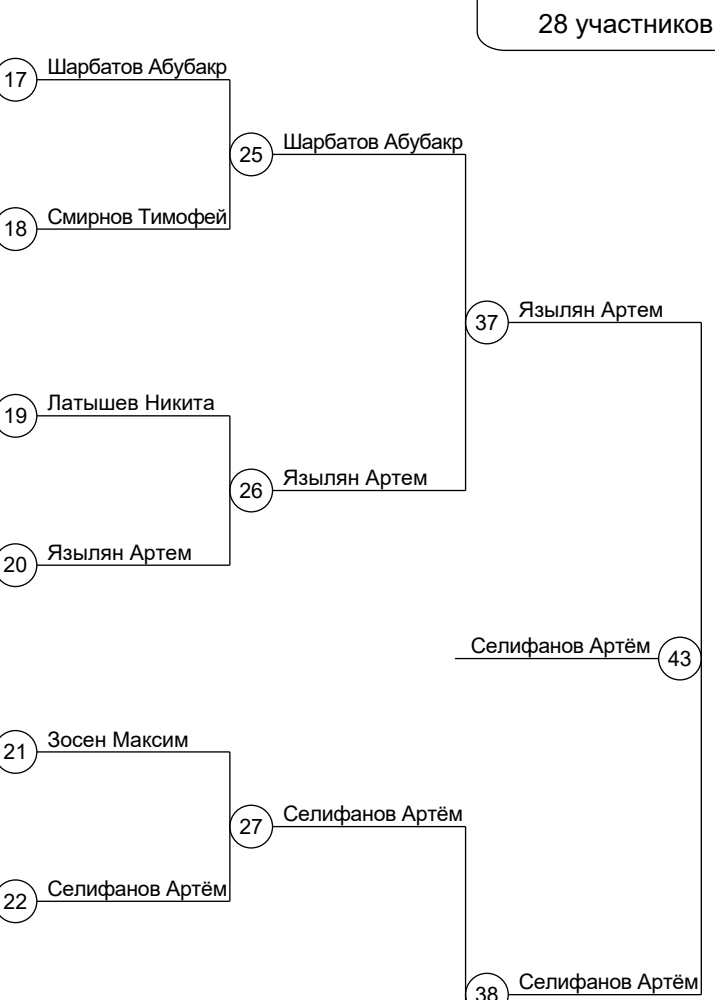 28 участников
17 Шарбатов Абубакр
25 Шарбатов Абубакр
18 Смирнов Тимофей
37 Язылян Артем
19 Латышев Никита
26 Язылян Артем
20 Язылян Артем
Селифанов Артём 43
21 Зосен Максим
27 Селифанов Артём
22 Селифанов Артём
38 Селифанов Артём